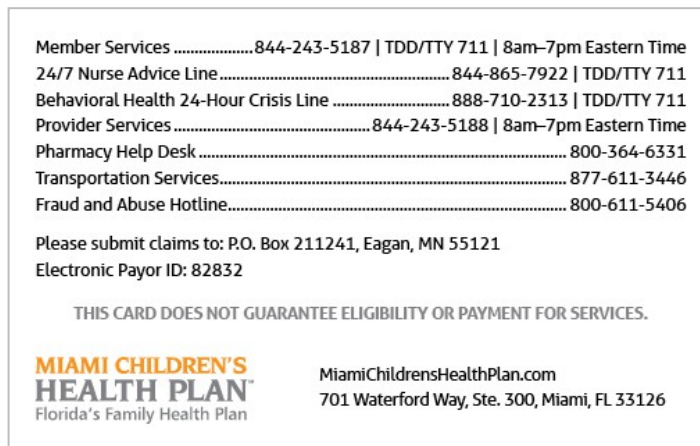 Member Services ...................844-243-5187 | TDD/TTY 711 | 8am–7pm Eastern Time
24/7 Nurse Advice Line....................................................... 844-865-7922 | TDD/TTY 711
Behavioral Health 24-Hour Crisis Line ............................ 888-710-2313 | TDD/TTY 711
Provider Services...............................................844-243-5188 | 8am–7pm Eastern Time
Pharmacy Help Desk........................................................................................ 800-364-6331
Transportation Services................................................................................... 877-611-3446
Fraud and Abuse Hotline................................................................................. 800-611-5406
Please submit claims to: P.O. Box 211241, Eagan, MN 55121
Electronic Payor ID: 82832
THIS CARD DOES NOT GUARANTEE ELIGIBILITY OR PAYMENT FOR SERVICES.
MIAMI CHILDREN'S
HEALTH PLAN™
Florida's Family Health Plan
MiamiChildrensHealthPlan.com
701 Waterford Way, Ste. 300, Miami, FL 33126